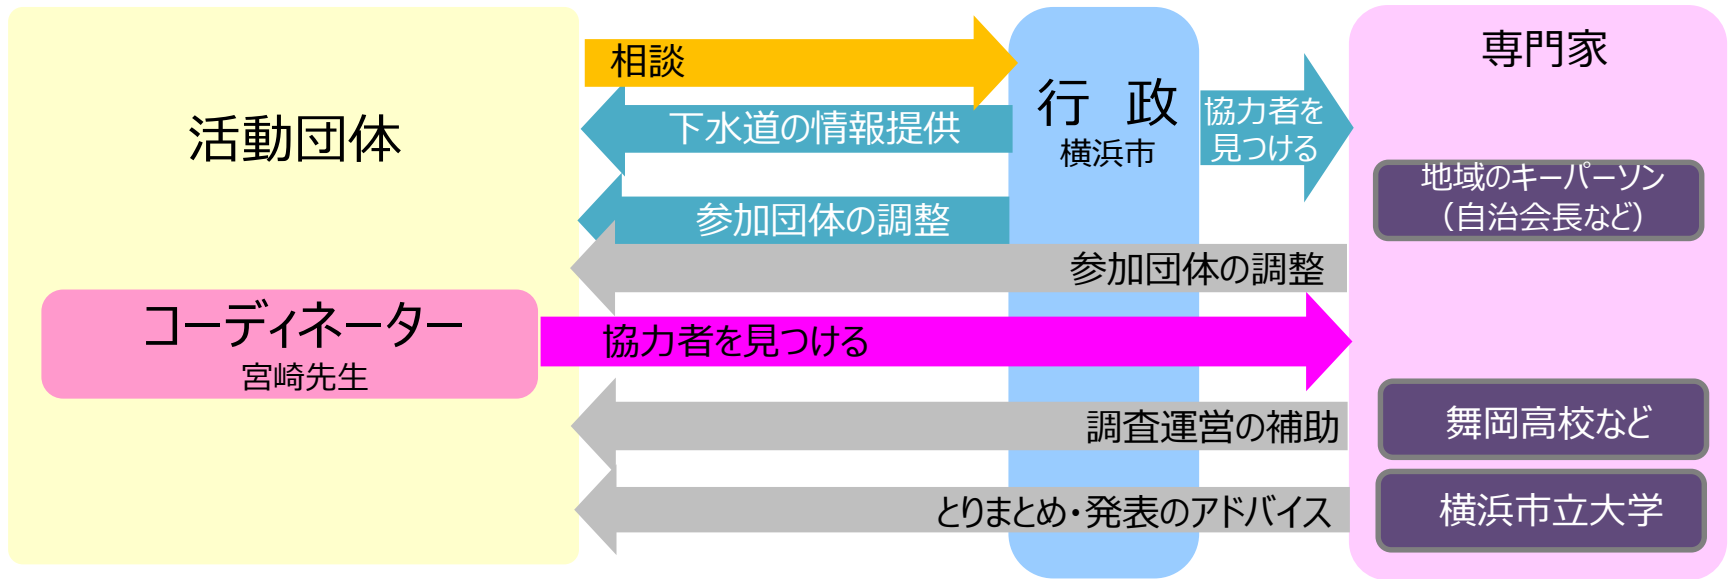 活動団体
コーディネーター
宮崎先生
相談
下水道の情報提供
参加団体の調整
参加団体の調整
協力者を見つける
調査運営の補助
とりまとめ・発表のアドバイス
行　政
横浜市
協力者を
見つける
専門家
地域のキーパーソン
（自治会長など）
舞岡高校など
横浜市立大学